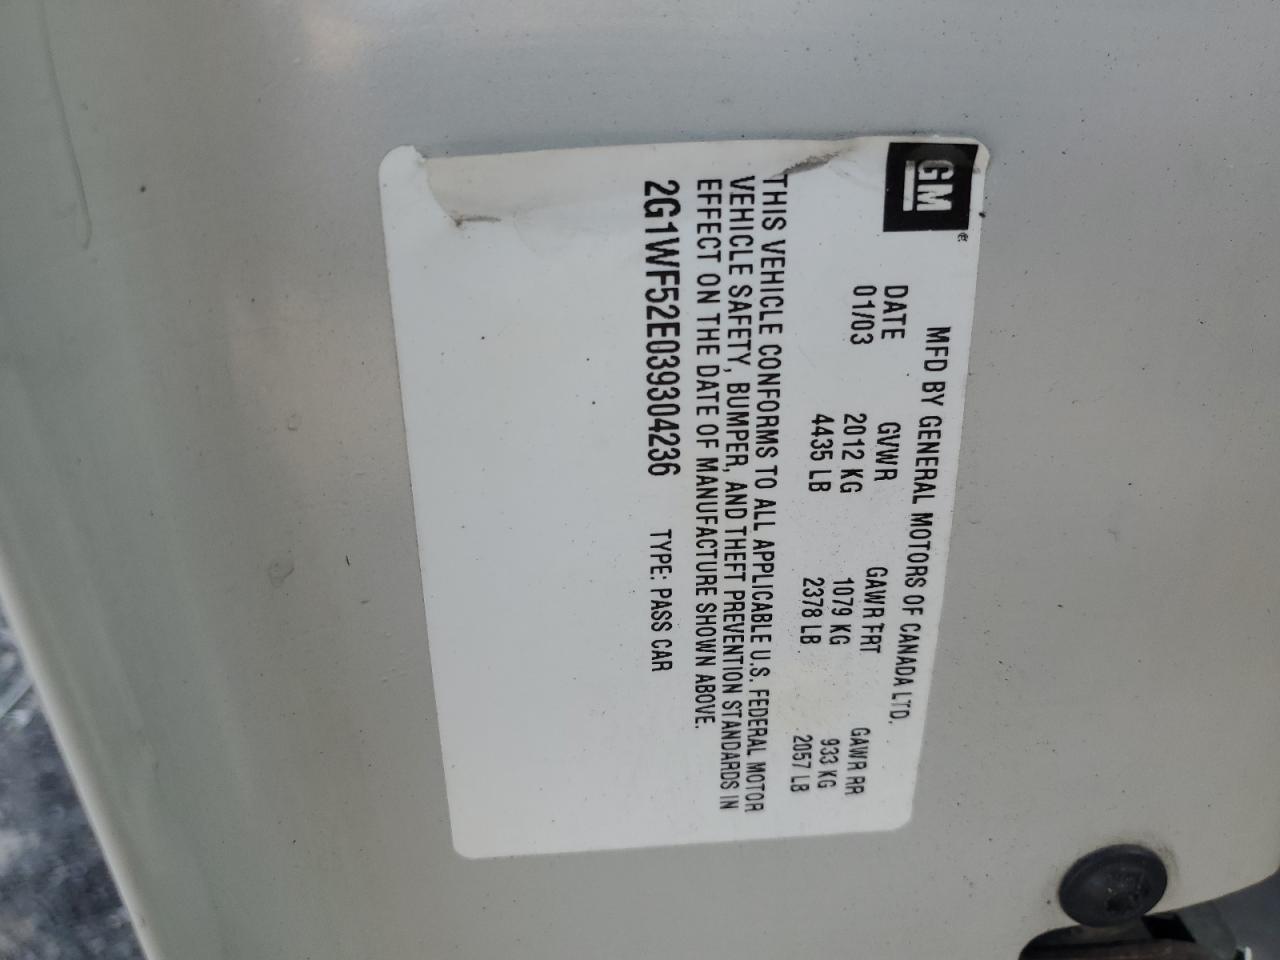 GM ®
MFD BY GENERAL MOTORS OF CANADA LTD.
DATE GVWR GAWR FRT GAWR RR
01/03 2012 KG 1079 KG 933 KG
4435 LB 2378 LB 2057 LB
THIS VEHICLE CONFORMS TO ALL APPLICABLE U.S. FEDERAL MOTOR
VEHICLE SAFETY, BUMPER, AND THEFT PREVENTION STANDARDS IN
EFFECT ON THE DATE OF MANUFACTURE SHOWN ABOVE.
2G1WF52E039304236 TYPE: PASS CAR